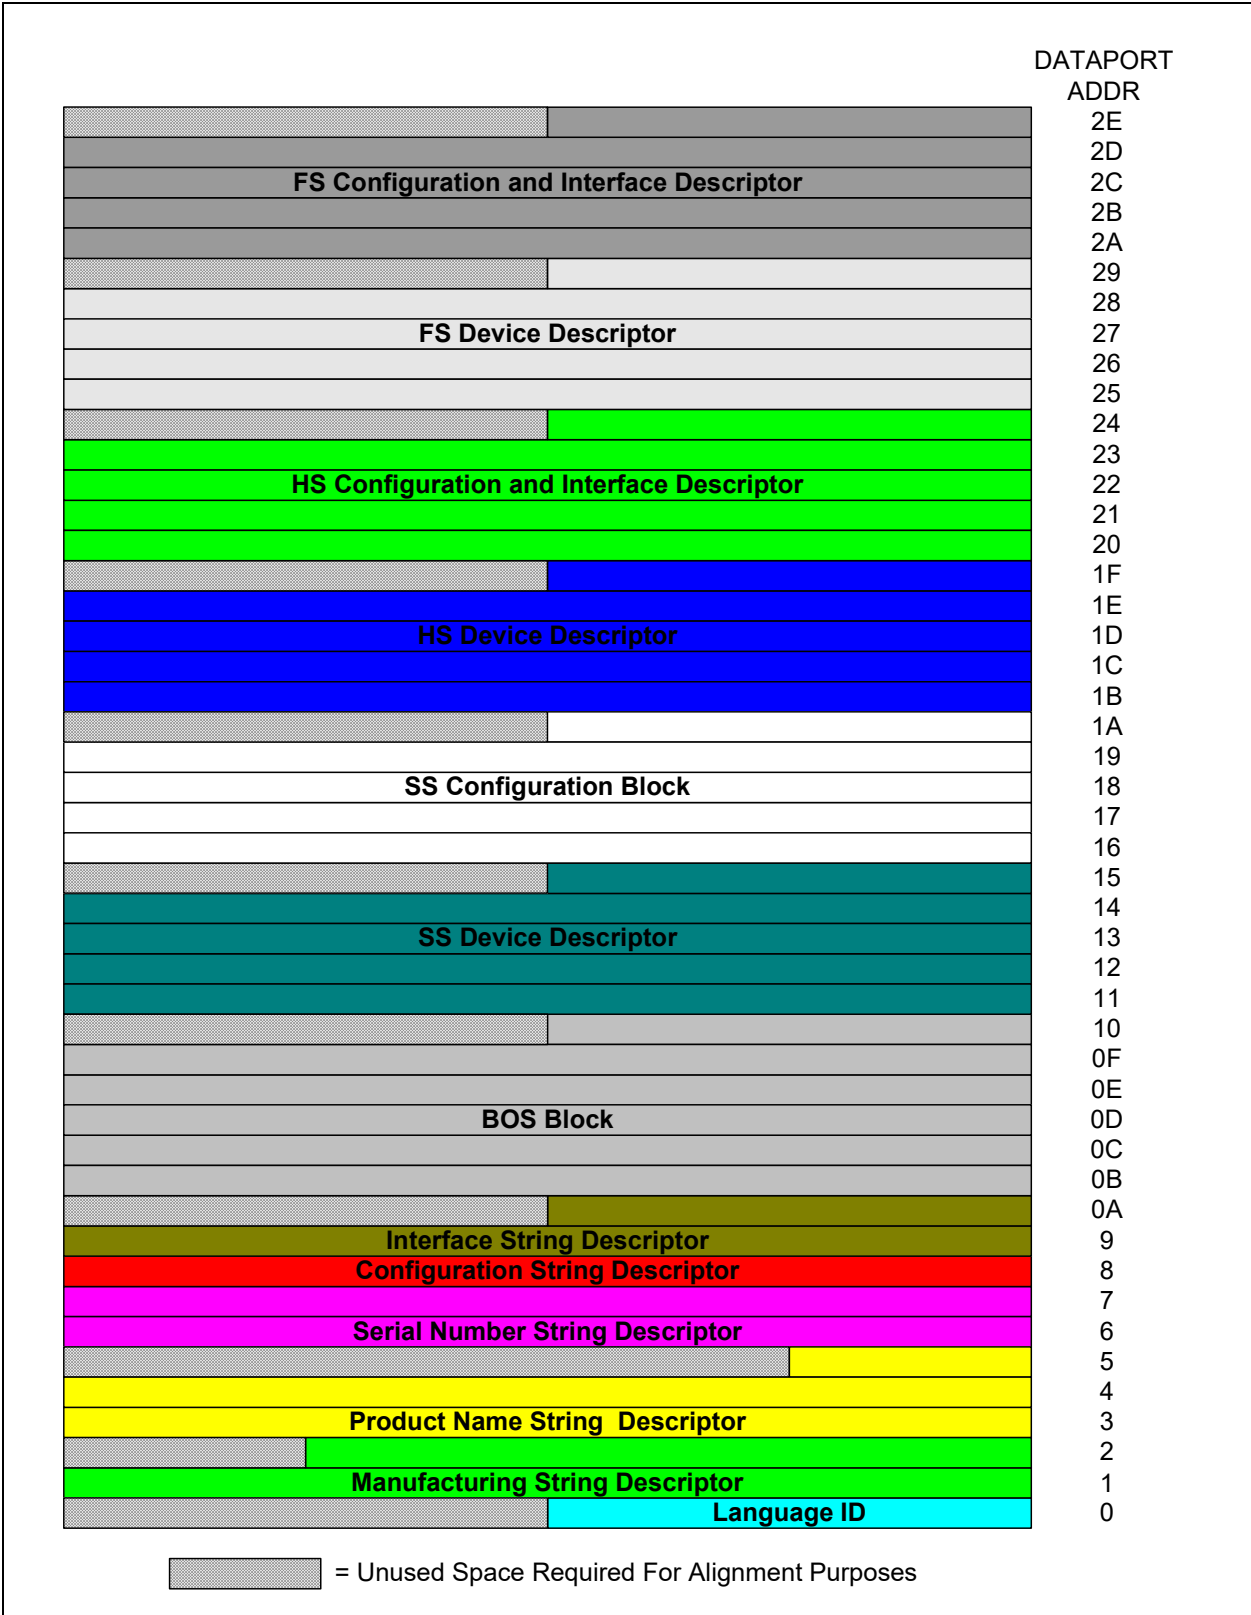 DATAPORT
ADDR
2E
2D
FS Configuration and Interface Descriptor 2C
2B
2A
29
28
FS Device Descriptor 27
26
25
24
23
HS Configuration and Interface Descriptor 22
21
20
1F
1E
HS Device Descriptor 1D
1C
1B
1A
19
SS Configuration Block 18
17
16
15
14
SS Device Descriptor 13
12
11
10
0F
0E
BOS Block 0D
0C
0B
0A
Interface String Descriptor 9
Configuration String Descriptor 8
7
Serial Number String Descriptor 6
5
4
Product Name String  Descriptor 3
2
Manufacturing String Descriptor 1
Language ID 0
= Unused Space Required For Alignment Purposes